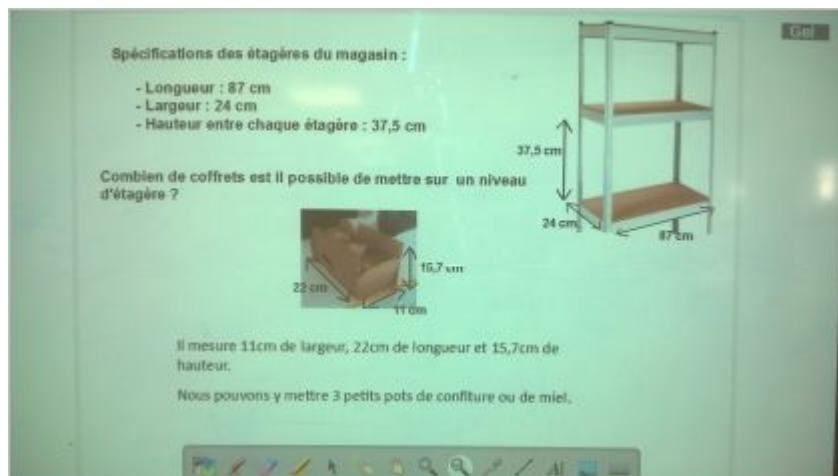 Gel
Spécifications des étagères du magasin :
- Longueur : 87 cm
- Largeur : 24 cm
- Hauteur entre chaque étagère : 37,5 cm
37,5 cm
Combien de coffrets est il possible de mettre sur un niveau
d'étagère ?
24 cm
87 cm
15,7 cm
22 cm
11 cm
Il mesure 11cm de largeur, 22cm de longueur et 15,7cm de
hauteur.
Nous pouvons y mettre 3 petits pots de confiture ou de miel.